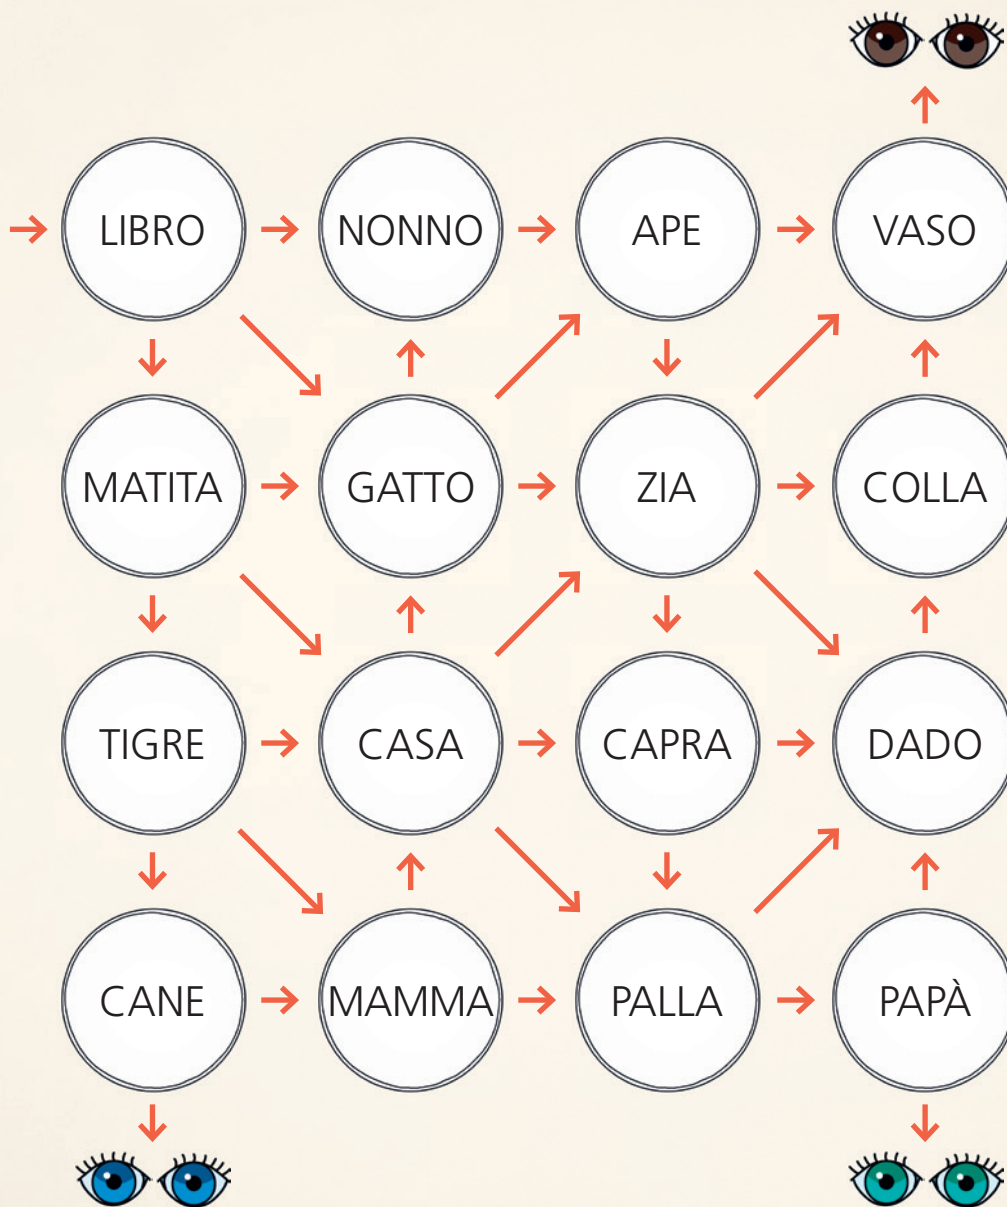 LIBRO NONNO APE VASO
MATITA GATTO ZIA COLLA
TIGRE CASA CAPRA DADO
CANE MAMMA PALLA PAPÀ